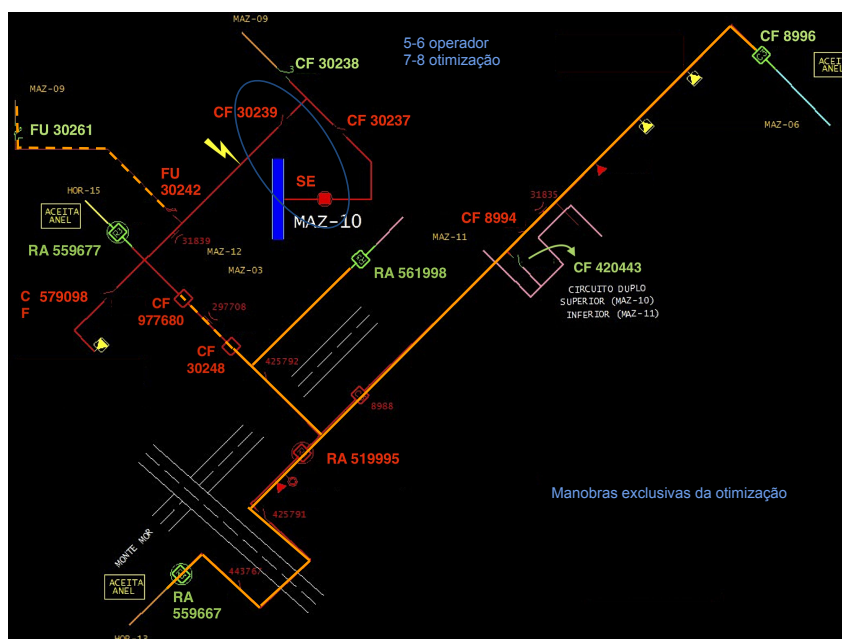 MAZ-09
5-6 operador
7-8 otimização
CF 8996
ACEIT
ANEL
CF 30238
MAZ-09
CF 30239
CF 30237
FU 30261
MAZ-06
FU
30242
SE
HOR-15
MAZ-10
ACEITA
ANEL
31835
CF 8994
31839
MAZ-12
MAZ-11
RA 559677
MAZ-03
RA 561998
CF 420443
C 579098
F
CF
977680
297708
CIRCUITO DUPLO
SUPERIOR (MAZ-10)
INFERIOR (MAZ-11)
CF
30248
425792
8988
RA 519995
Manobras exclusivas da otimização
425791
MONTE MOR
443767
ACEITA
ANEL
RA
559667
HOR-13